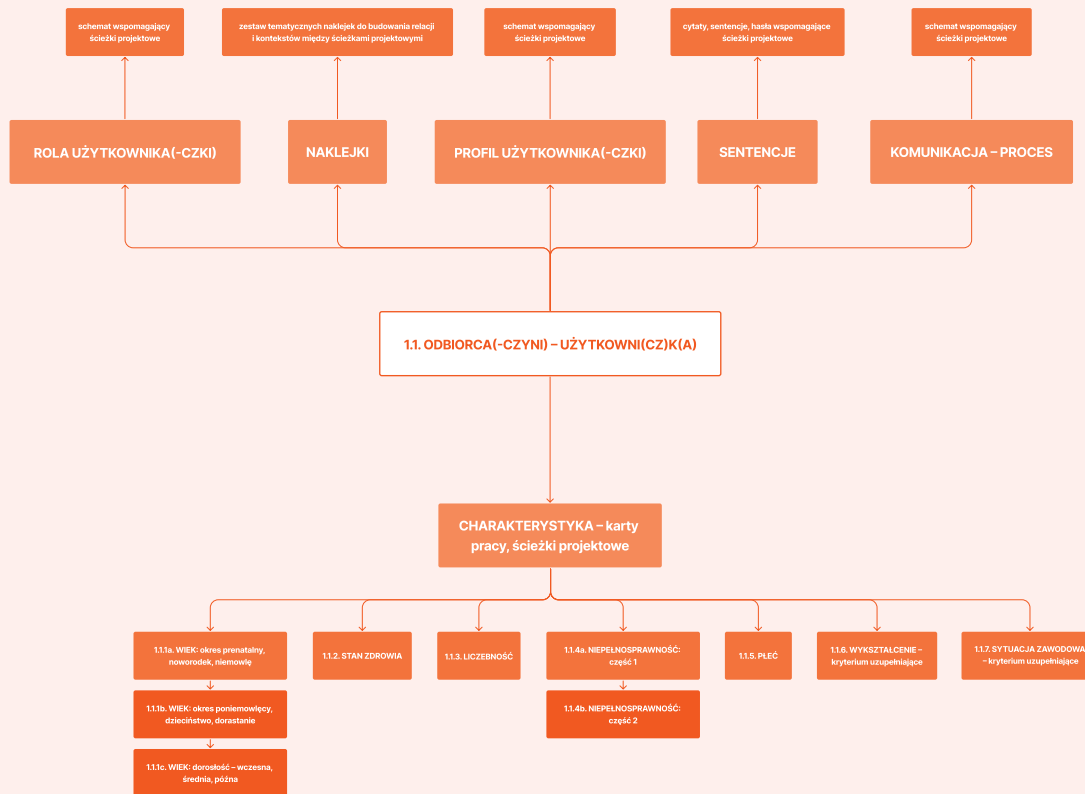 schemat wspomagający
ścieżki projektowe
zestaw tematycznych naklejek do budowania relacji
i kontekstów między ścieżkami projektowymi
schemat wspomagający
ścieżki projektowe
cytaty, sentencje, hasła wspomagające
ścieżki projektowe
schemat wspomagający
ścieżki projektowe
ROLA UŻYTKOWNIKA(-CZKI)
NAKLEJKI
PROFIL UŻYTKOWNIKA(-CZKI)
SENTENCJE
KOMUNIKACJA – PROCES
1.1. ODBIORCA(-CZYNI) – UŻYTKOWNI(CZ)K(A)
CHARAKTERYSTYKA – karty
pracy, ścieżki projektowe
1.1.1a. WIEK: okres prenatalny,
noworodek, niemowlę
1.1.2. STAN ZDROWIA
1.1.3. LICZEBNOŚĆ
1.1.4a. NIEPEŁNOSPRAWNOŚĆ:
część 1
1.1.5. PŁEĆ
1.1.6. WYKSZTAŁCENIE –
kryterium uzupełniające
1.1.7. SYTUACJA ZAWODOWA
– kryterium uzupełniające
1.1.1b. WIEK: okres poniemowlęcy,
dzieciństwo, dorastanie
1.1.4b. NIEPEŁNOSPRAWNOŚĆ:
część 2
1.1.1c. WIEK: dorosłość – wczesna,
średnia, późna